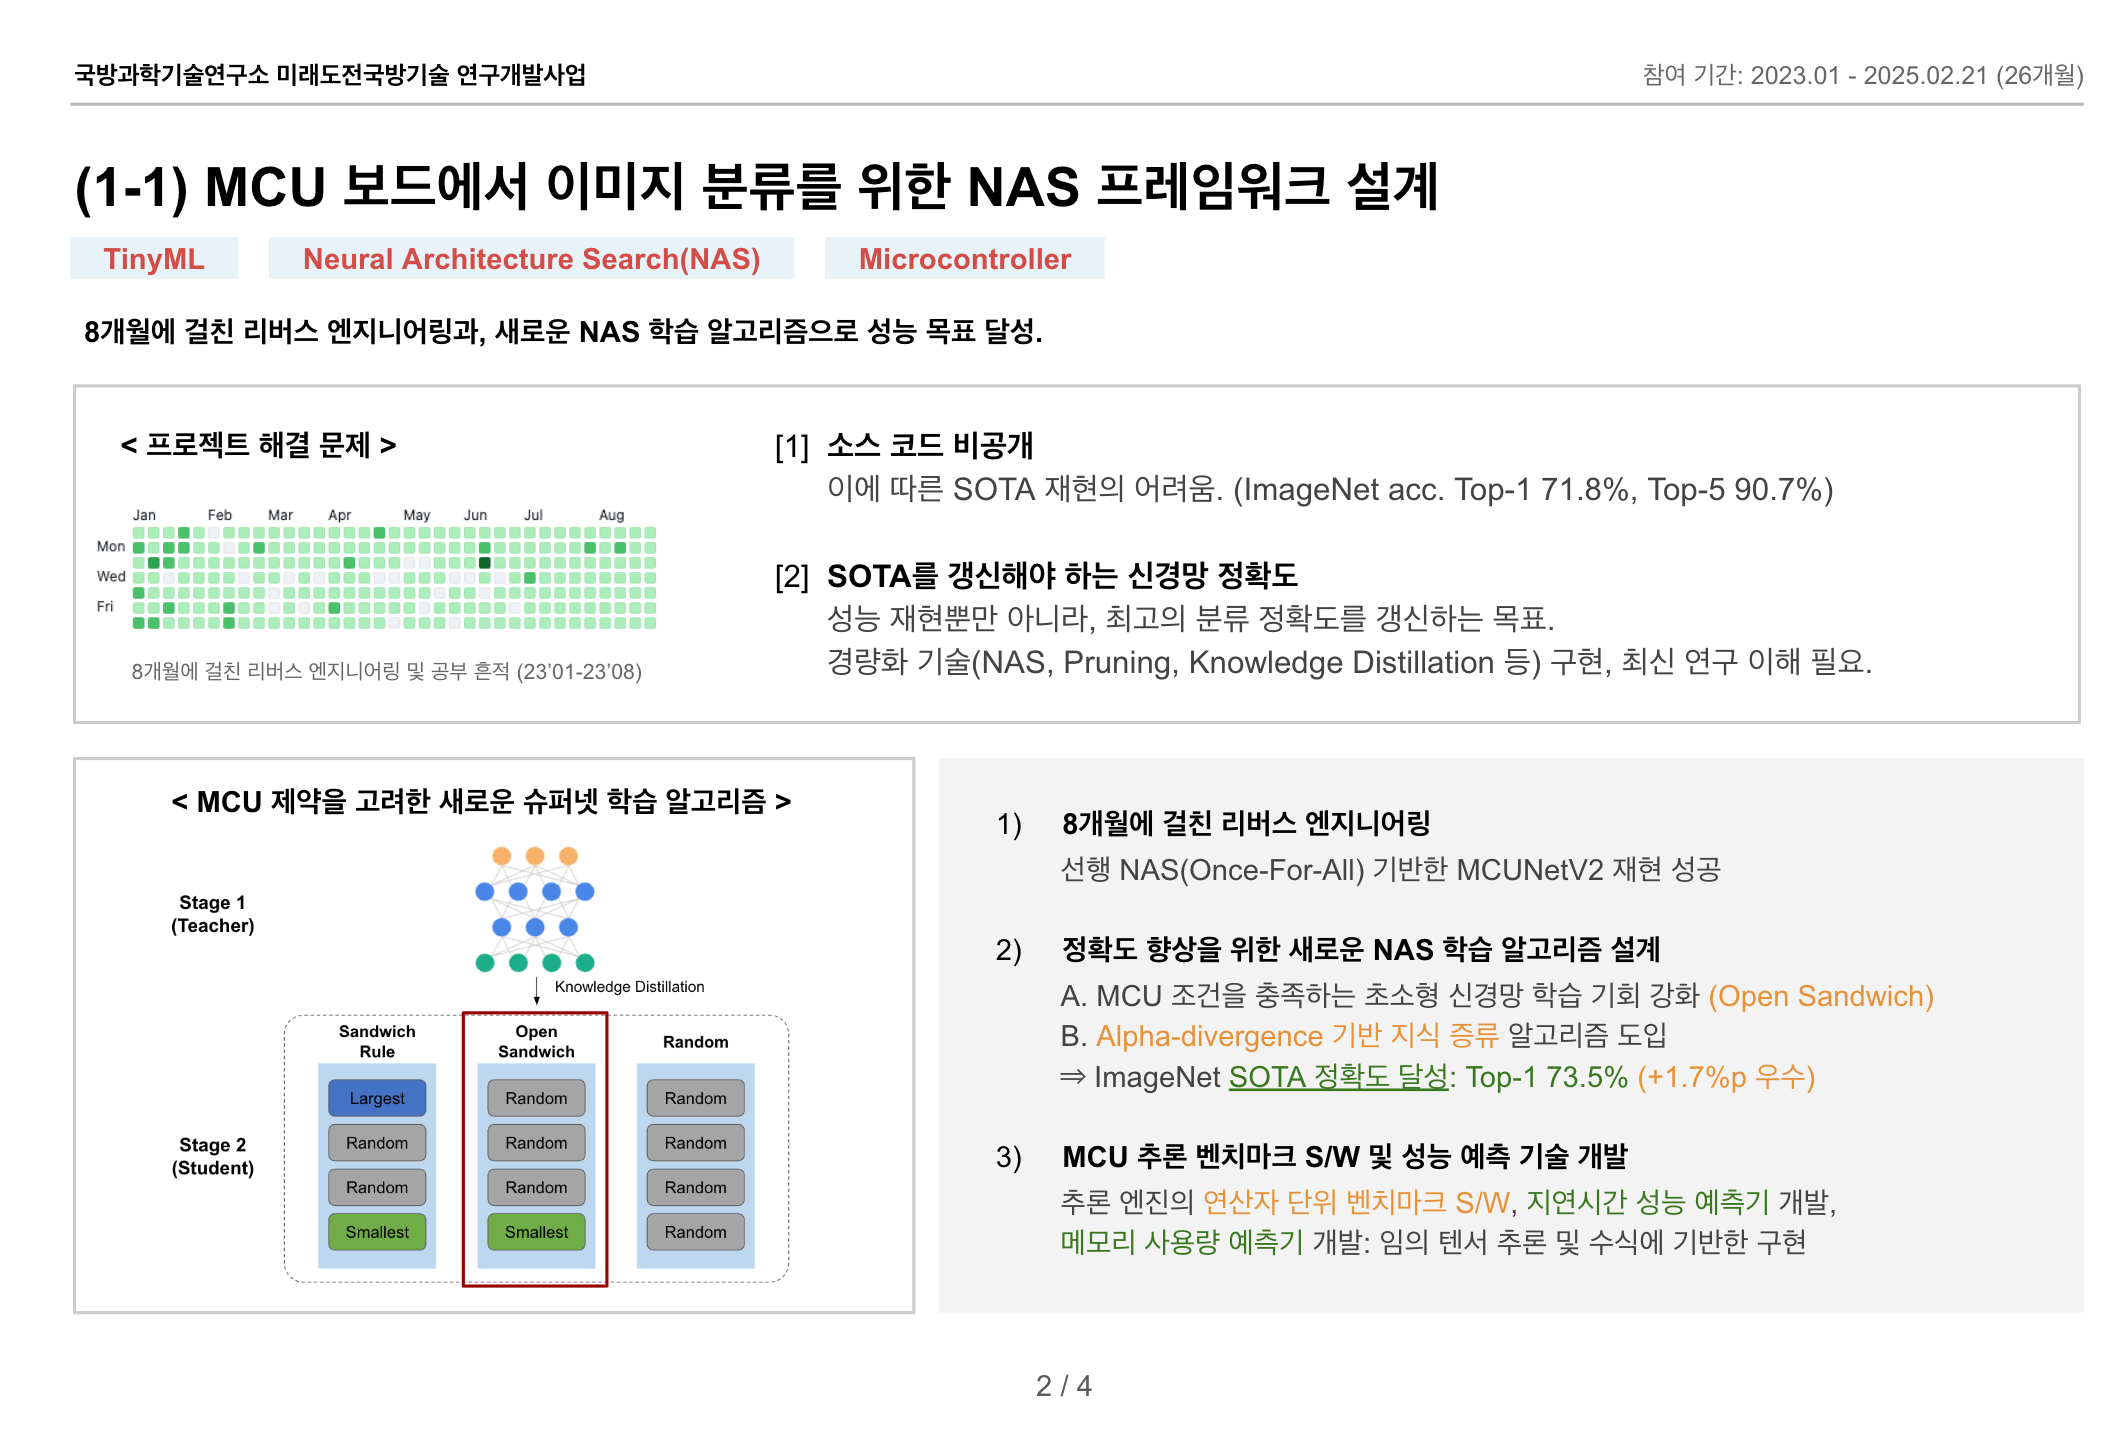 국방과학기술연구소 미래도전국방기술 연구개발사업
참여 기간: 2023.01 - 2025.02.21 (26개월)
(1-1) MCU 보드에서 이미지 분류를 위한 NAS 프레임워크 설계
TinyML
Neural Architecture Search(NAS)
Microcontroller
8개월에 걸친 리버스 엔지니어링과, 새로운 NAS 학습 알고리즘으로 성능 목표 달성.
< 프로젝트 해결 문제 >
Jan Feb Mar Apr May Jun Jul Aug
Mon
Wed
Fri
8개월에 걸친 리버스 엔지니어링 및 공부 흔적 (23’01-23’08)
[1] 소스 코드 비공개
이에 따른 SOTA 재현의 어려움. (ImageNet acc. Top-1 71.8%, Top-5 90.7%)
[2] SOTA를 갱신해야 하는 신경망 정확도
성능 재현뿐만 아니라, 최고의 분류 정확도를 갱신하는 목표.
경량화 기술(NAS, Pruning, Knowledge Distillation 등) 구현, 최신 연구 이해 필요.
< MCU 제약을 고려한 새로운 슈퍼넷 학습 알고리즘 >
Stage 1
(Teacher)
Knowledge Distillation
Stage 2
(Student)
Sandwich
Rule
Largest
Random
Random
Smallest
Open
Sandwich
Random
Random
Random
Smallest
Random
Random
Random
Random
Random
1) 8개월에 걸친 리버스 엔지니어링
선행 NAS(Once-For-All) 기반한 MCUNetV2 재현 성공
2) 정확도 향상을 위한 새로운 NAS 학습 알고리즘 설계
A. MCU 조건을 충족하는 초소형 신경망 학습 기회 강화 (Open Sandwich)
B. Alpha-divergence 기반 지식 증류 알고리즘 도입
⇒ ImageNet SOTA 정확도 달성: Top-1 73.5% (+1.7%p 우수)
3) MCU 추론 벤치마크 S/W 및 성능 예측 기술 개발
추론 엔진의 연산자 단위 벤치마크 S/W, 지연시간 성능 예측기 개발,
메모리 사용량 예측기 개발: 임의 텐서 추론 및 수식에 기반한 구현
2 / 4